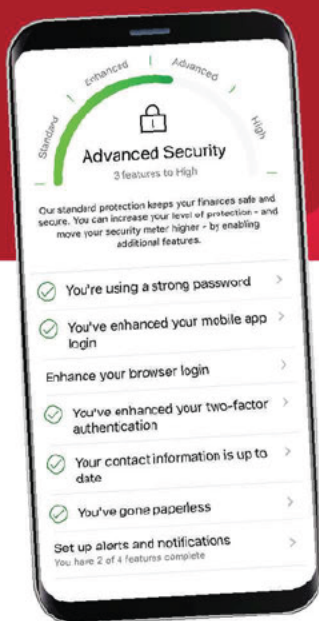 Standard
Enhanced
Advanced
High
Advanced Security
3 features to High
Our standard protection keeps your finances safe and
secure. You can increase your level of protection - and
move your security meter higher - by enabling
additional features.
You're using a strong password
You've enhanced your mobile app
login
Enhance your browser login
You've enhanced your two-factor
authentication
Your contact information is up to
date
You've gone paperless
Set up alerts and notifications
You have 2 of 4 features complete